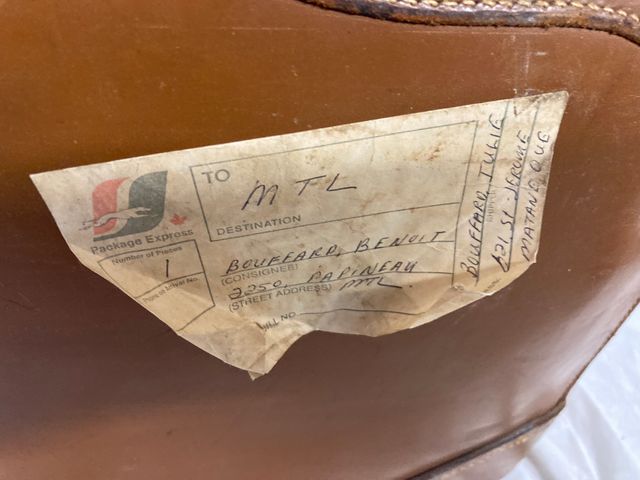 TO
MTL
DESTINATION
Package Express
Number of Pieces
1
BOUFFARD, BENOIT
(CONSIGNEE)
2250, PAPINEAU
(STREET ADDRESS) MTL.
BILL NO
BOUFFARD, JULIE
621 ST-JEROME
MATANE QUE